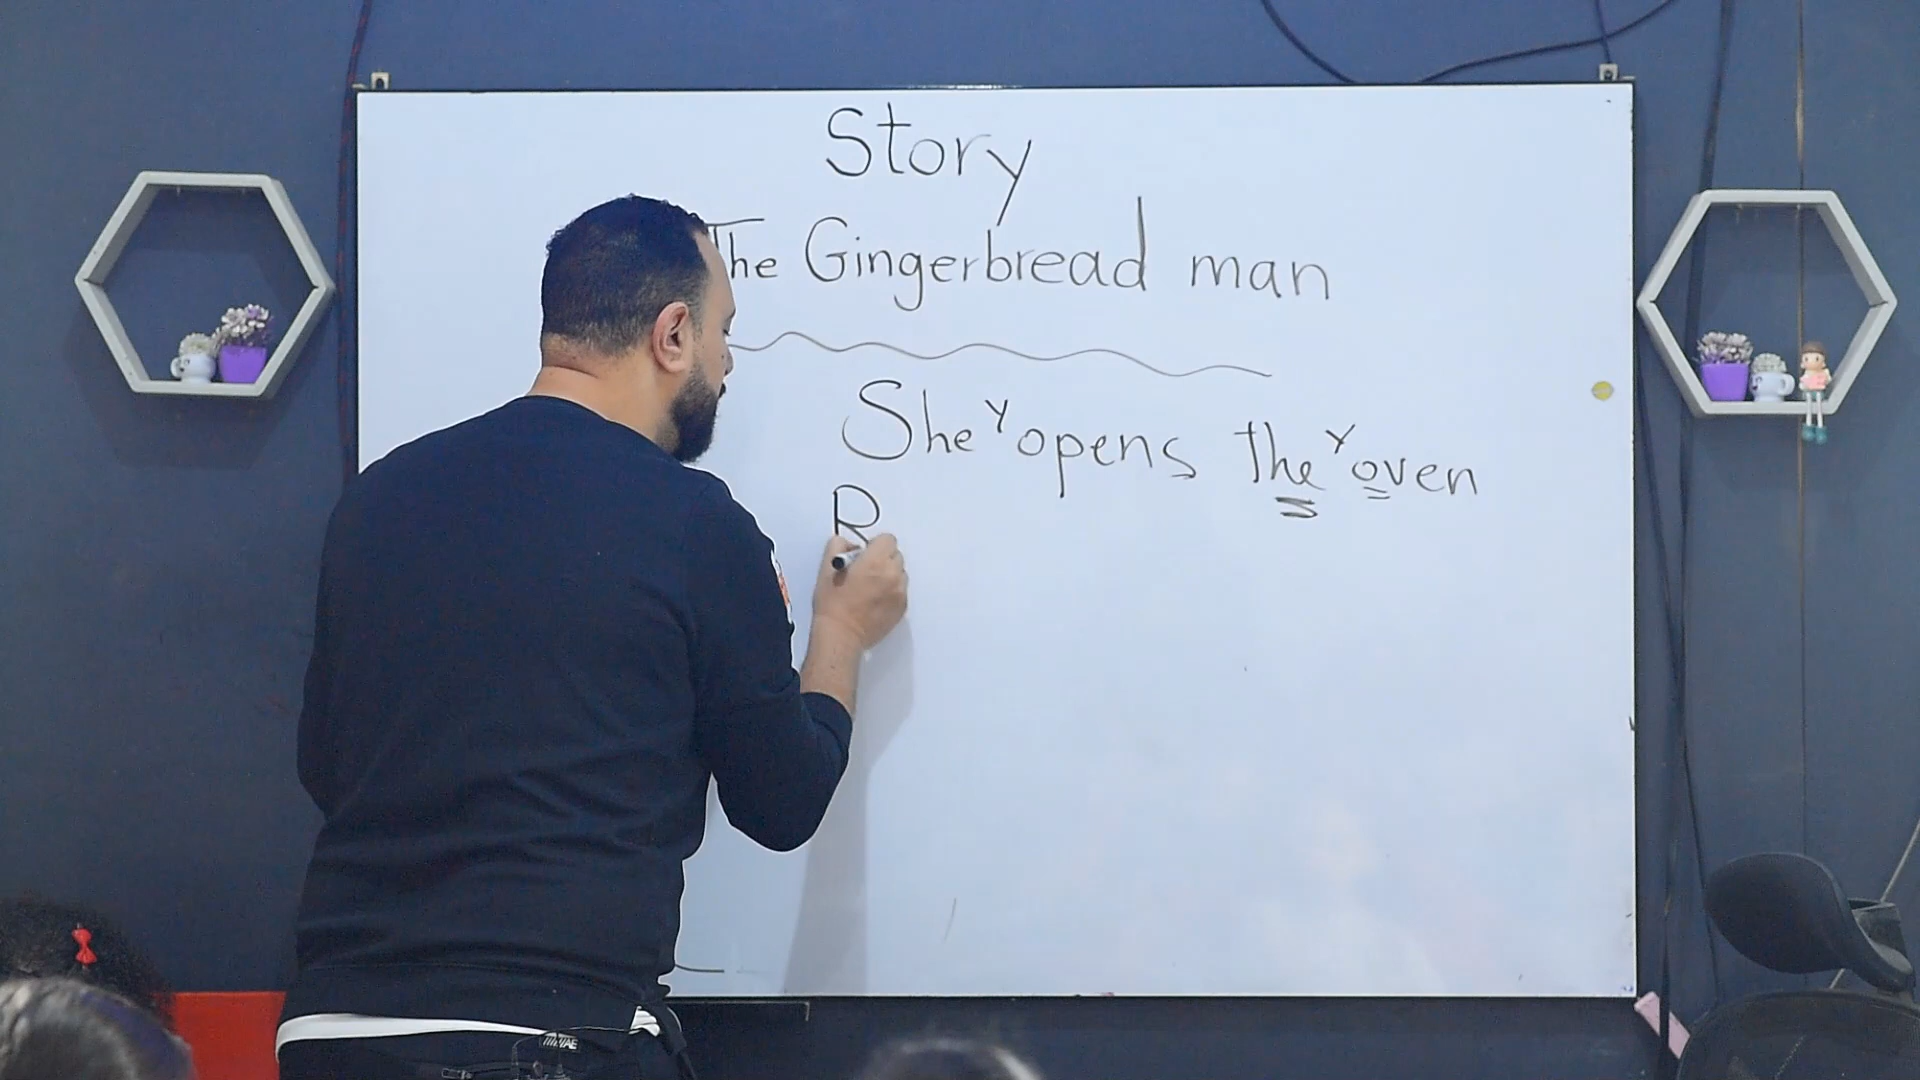 Story
The Gingerbread man
She y opens the y oven
R